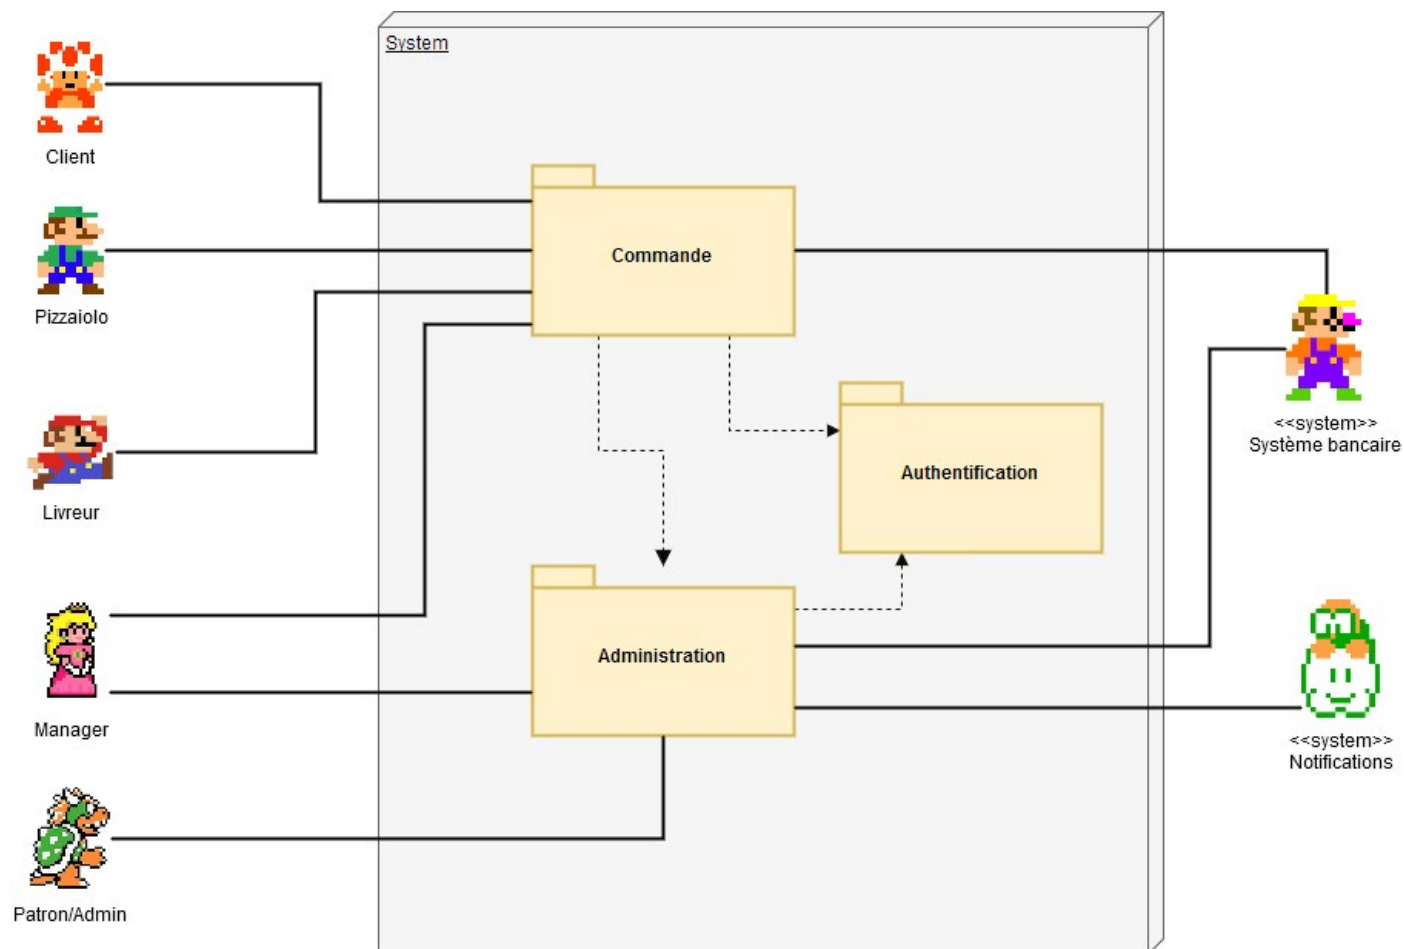 System
Client
Pizzaiolo
Livreur
Manager
Patron/Admin
Commande
Authentification
Administration
<<system>>
Système bancaire
<<system>>
Notifications